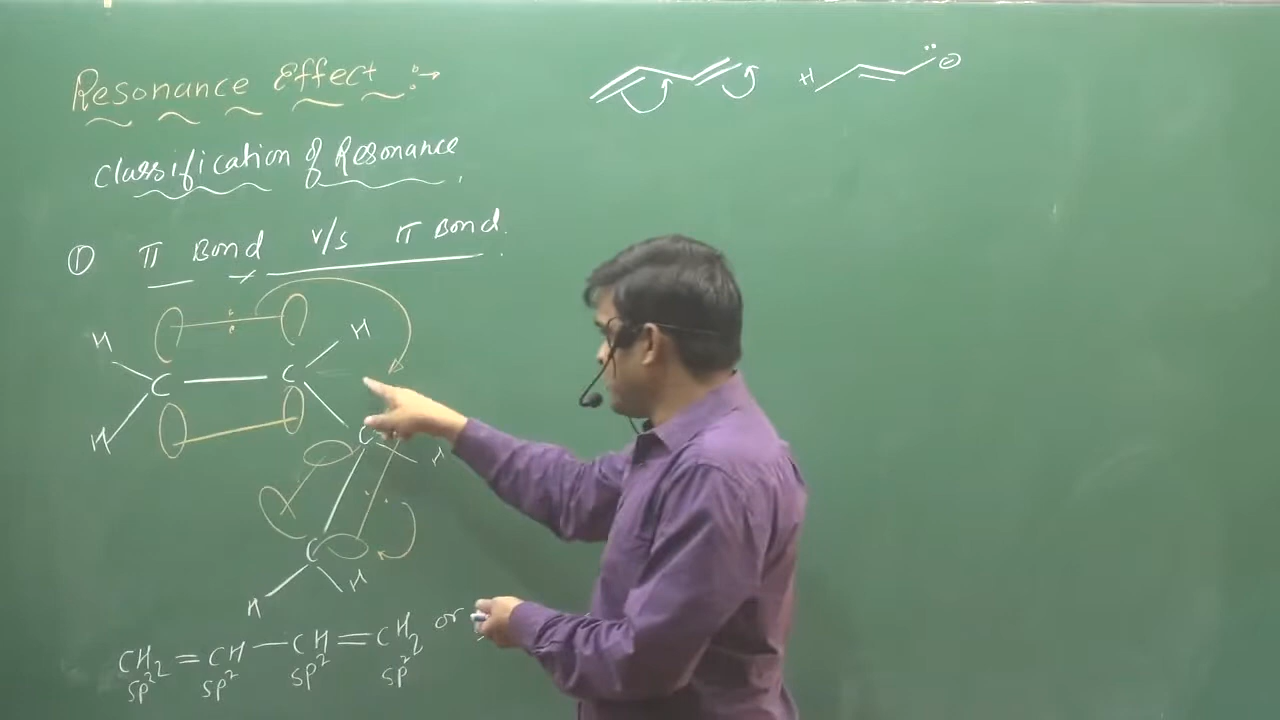 Resonance Effect :→
Classification of Resonance
① π Bond v/s π Bond.
H
H
C
C
H
C
H
C
H
H
CH2 = CH — CH = CH2 or
sp2 sp2 sp2 sp2
H
⊖